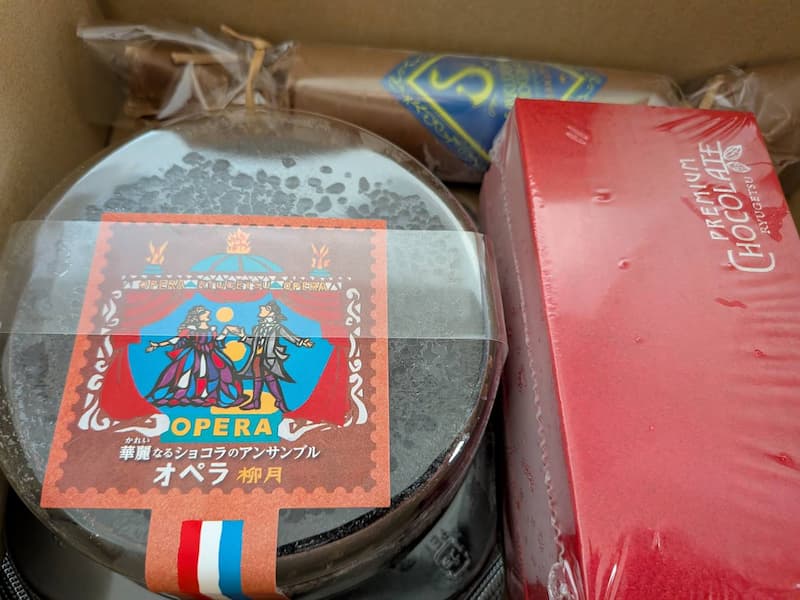 S
PREMIUM
CHOCOLATE
RYUGETSU
OPERA RYUGETSU OPERA
OPERA
かれい
華麗なるショコラのアンサンブル
オペラ 柳月